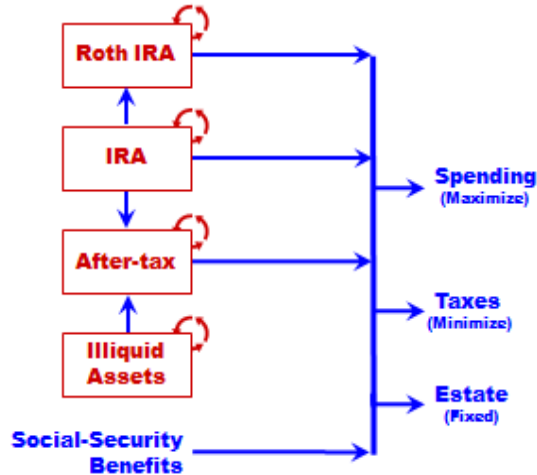 Roth IRA
IRA
After-tax
Illiquid
Assets
Social-Security
Benefits
Spending
(Maximize)
Taxes
(Minimize)
Estate
(Fixed)